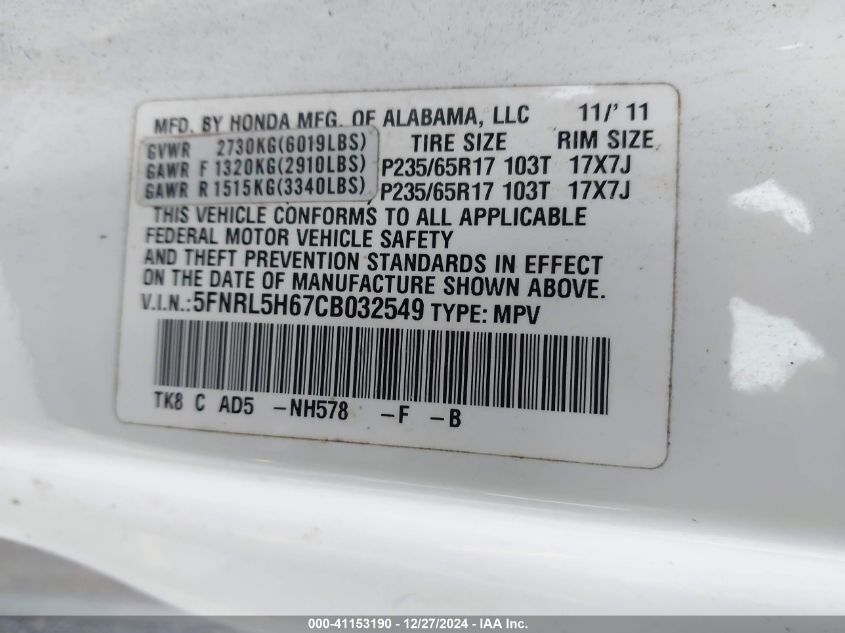 MFD. BY HONDA MFG. OF ALABAMA, LLC 11/'11
GVWR 2730KG(6019LBS) TIRE SIZE RIM SIZE
GAWR F 1320KG(2910LBS) P235/65R17 103T 17X7J
GAWR R 1515KG(3340LBS) P235/65R17 103T 17X7J
THIS VEHICLE CONFORMS TO ALL APPLICABLE
FEDERAL MOTOR VEHICLE SAFETY
AND THEFT PREVENTION STANDARDS IN EFFECT
ON THE DATE OF MANUFACTURE SHOWN ABOVE.
V.I.N.:5FNRL5H67CB032549 TYPE: MPV
TK8 C AD5 -NH578 -F -B
000-41153190 - 12/27/2024 - IAA Inc.